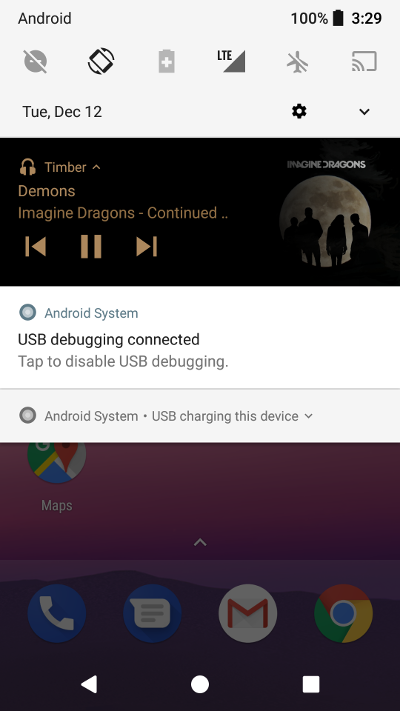 Android 100% 3:29
LTE
Tue, Dec 12
Timber
IMAGINE DRAGONS
Demons
Imagine Dragons - Continued ..
Android System
USB debugging connected
Tap to disable USB debugging.
Android System • USB charging this device
G
Maps